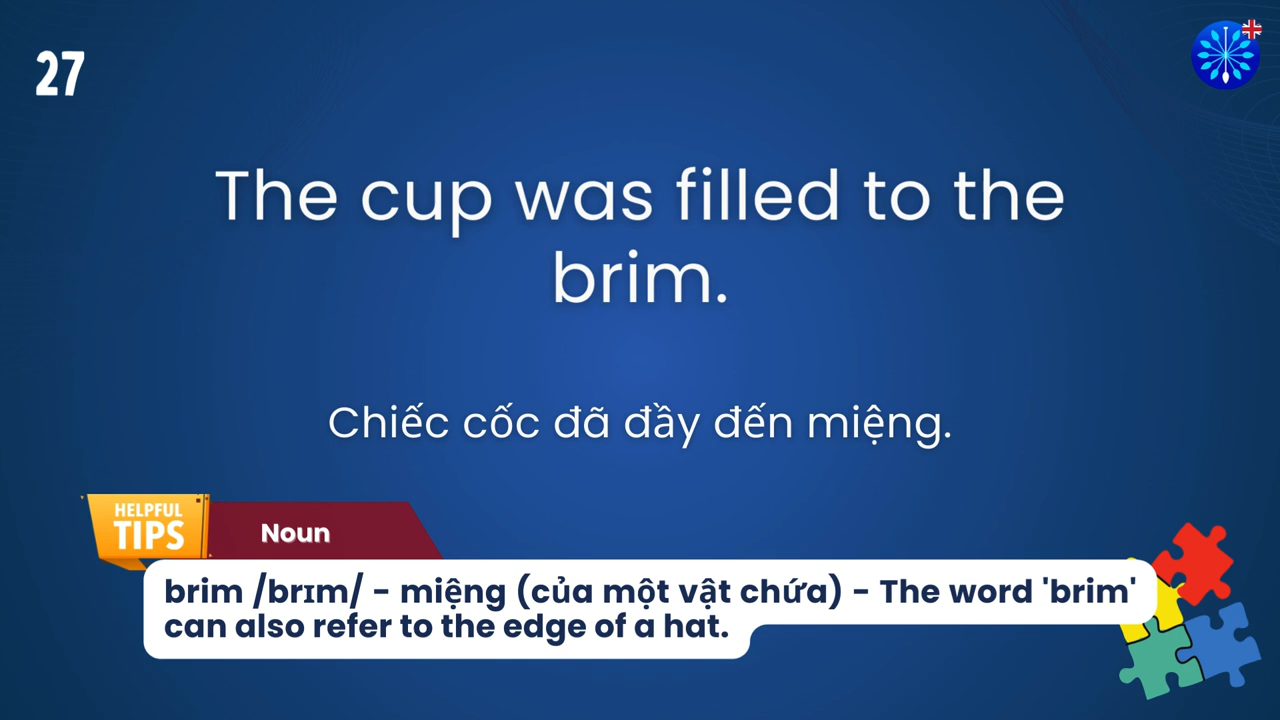 27
The cup was filled to the
brim.
Chiếc cốc đã đầy đến miệng.
HELPFUL
TIPS
Noun
brim /brɪm/ - miệng (của một vật chứa) - The word 'brim'
can also refer to the edge of a hat.